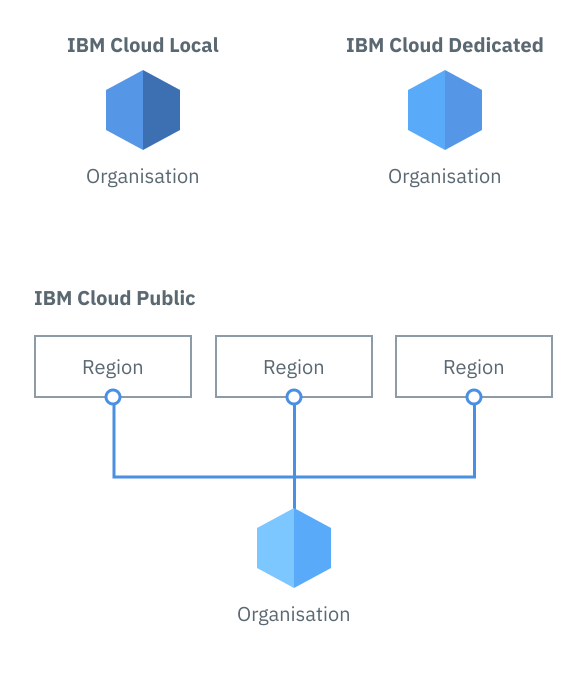 IBM Cloud Local
IBM Cloud Dedicated
Organisation
Organisation
IBM Cloud Public
Region
Region
Region
Organisation